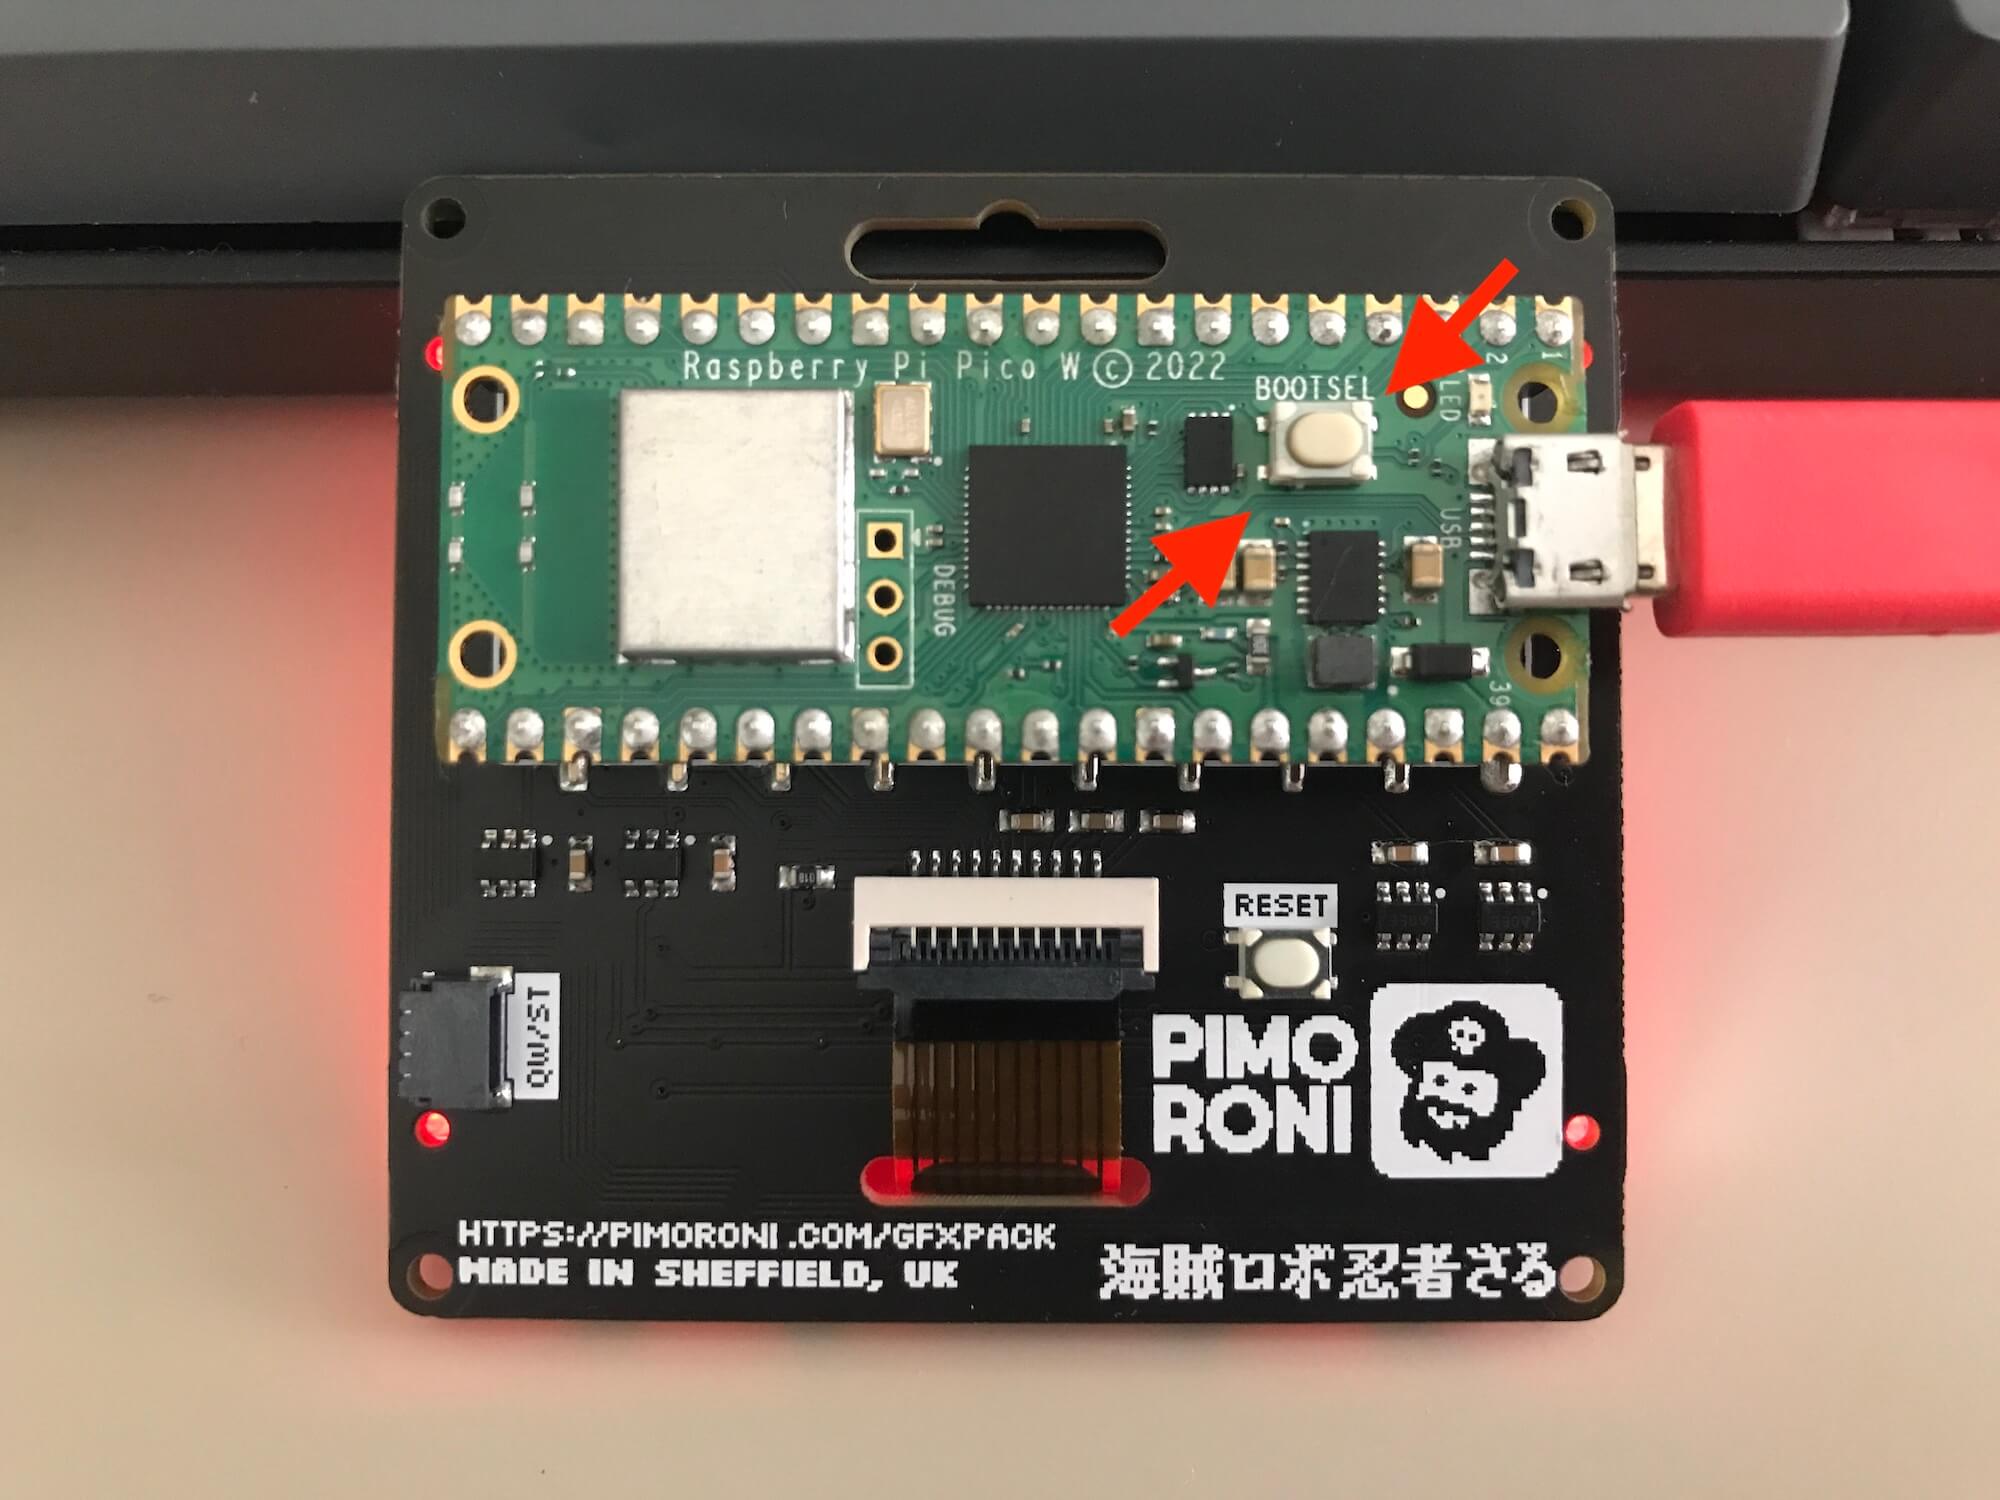 Raspberry Pi Pico W © 2022
2
1
BOOTSEL
LED
USB
DEBUG
39
RESET
QW/ST
PIMO
RONI
HTTPS://PIMORONI.COM/GFXPACK
MADE IN SHEFFIELD, UK
海賊ロボ忍者さる